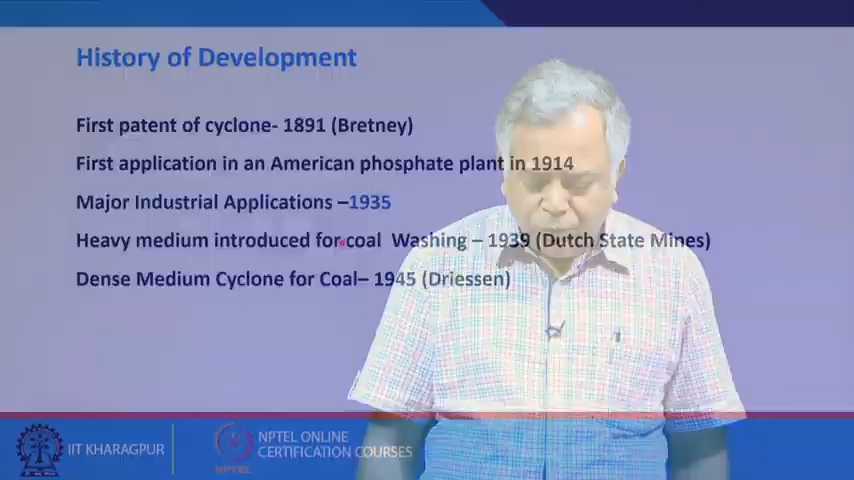 History of Development
First patent of cyclone- 1891 (Bretney)
First application in an American phosphate plant in 1914
Major Industrial Applications –1935
Heavy medium introduced for coal Washing – 1939 (Dutch State Mines)
Dense Medium Cyclone for Coal– 1945 (Driessen)
IIT KHARAGPUR
NPTEL ONLINE
CERTIFICATION COURSES
NPTEL